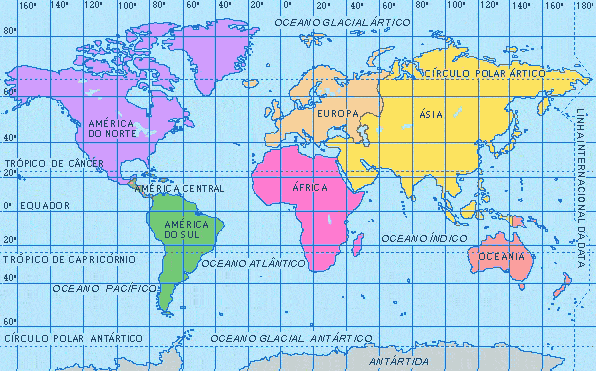 160° 140° 120° 100° 80° 60° 40° 20° 0° 20° 40° 60° 80° 100° 120° 140° 160° 180°
OCEANO GLACIAL ÁRTICO
80°
CÍRCULO POLAR ÁRTICO
60°
EUROPA
ÁSIA
AMÉRICA
DO NORTE
40°
TRÓPICO DE CÂNCER
20°
AMÉRICA CENTRAL
ÁFRICA
LINHA INTERNACIONAL DA DATA
0° EQUADOR
AMÉRICA
DO SUL
20°
OCEANO ÍNDICO
TRÓPICO DE CAPRICÓRNIO
OCEANO ATLÂNTICO
OCEANIA
40°
OCEANO PACÍFICO
60°
CÍRCULO POLAR ANTÁRTICO
OCEANO GLACIAL ANTÁRTICO
ANTÁRTIDA